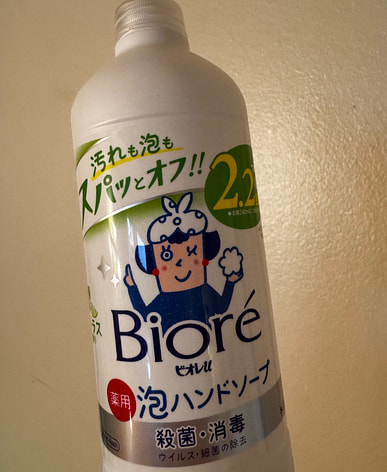 汚れも泡も
スパッとオフ!!
2.2
Bioré
ビオレu
薬用
泡ハンドソープ
殺菌・消毒
ウイルス・細菌の除去